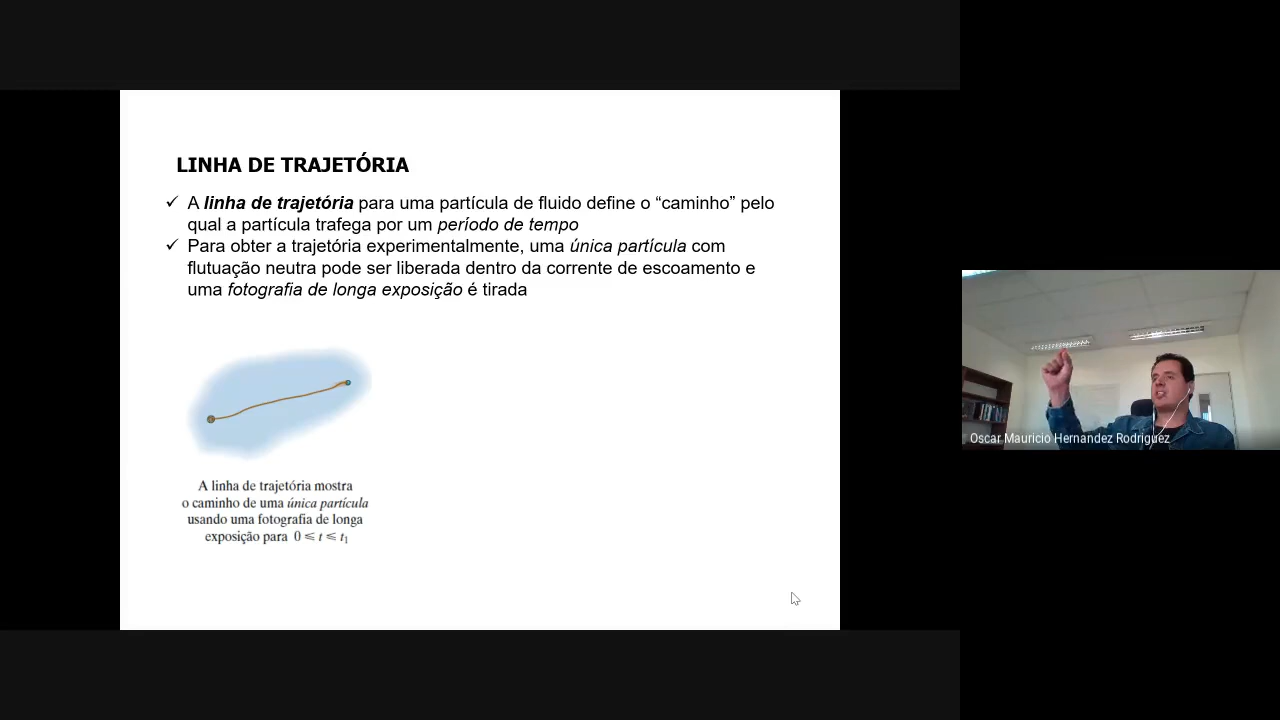 LINHA DE TRAJETÓRIA
✓ A linha de trajetória para uma partícula de fluido define o “caminho” pelo
qual a partícula trafega por um período de tempo
✓ Para obter a trajetória experimentalmente, uma única partícula com
flutuação neutra pode ser liberada dentro da corrente de escoamento e
uma fotografia de longa exposição é tirada
A linha de trajetória mostra
o caminho de uma única partícula
usando uma fotografia de longa
exposição para 0 ≤ t ≤ t₁
Oscar Mauricio Hernandez Rodriguez